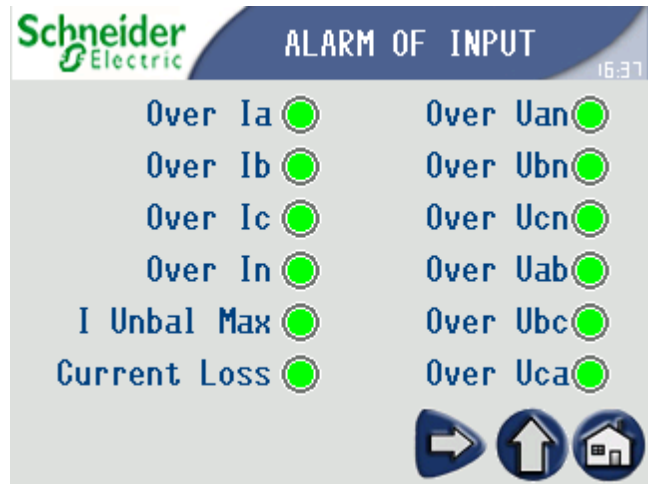 Schneider
Electric
ALARM OF INPUT
16:37
Over Ia
Over Uan
Over Ib
Over Ubn
Over Ic
Over Ucn
Over In
Over Uab
I Unbal Max
Over Ubc
Current Loss
Over Uca